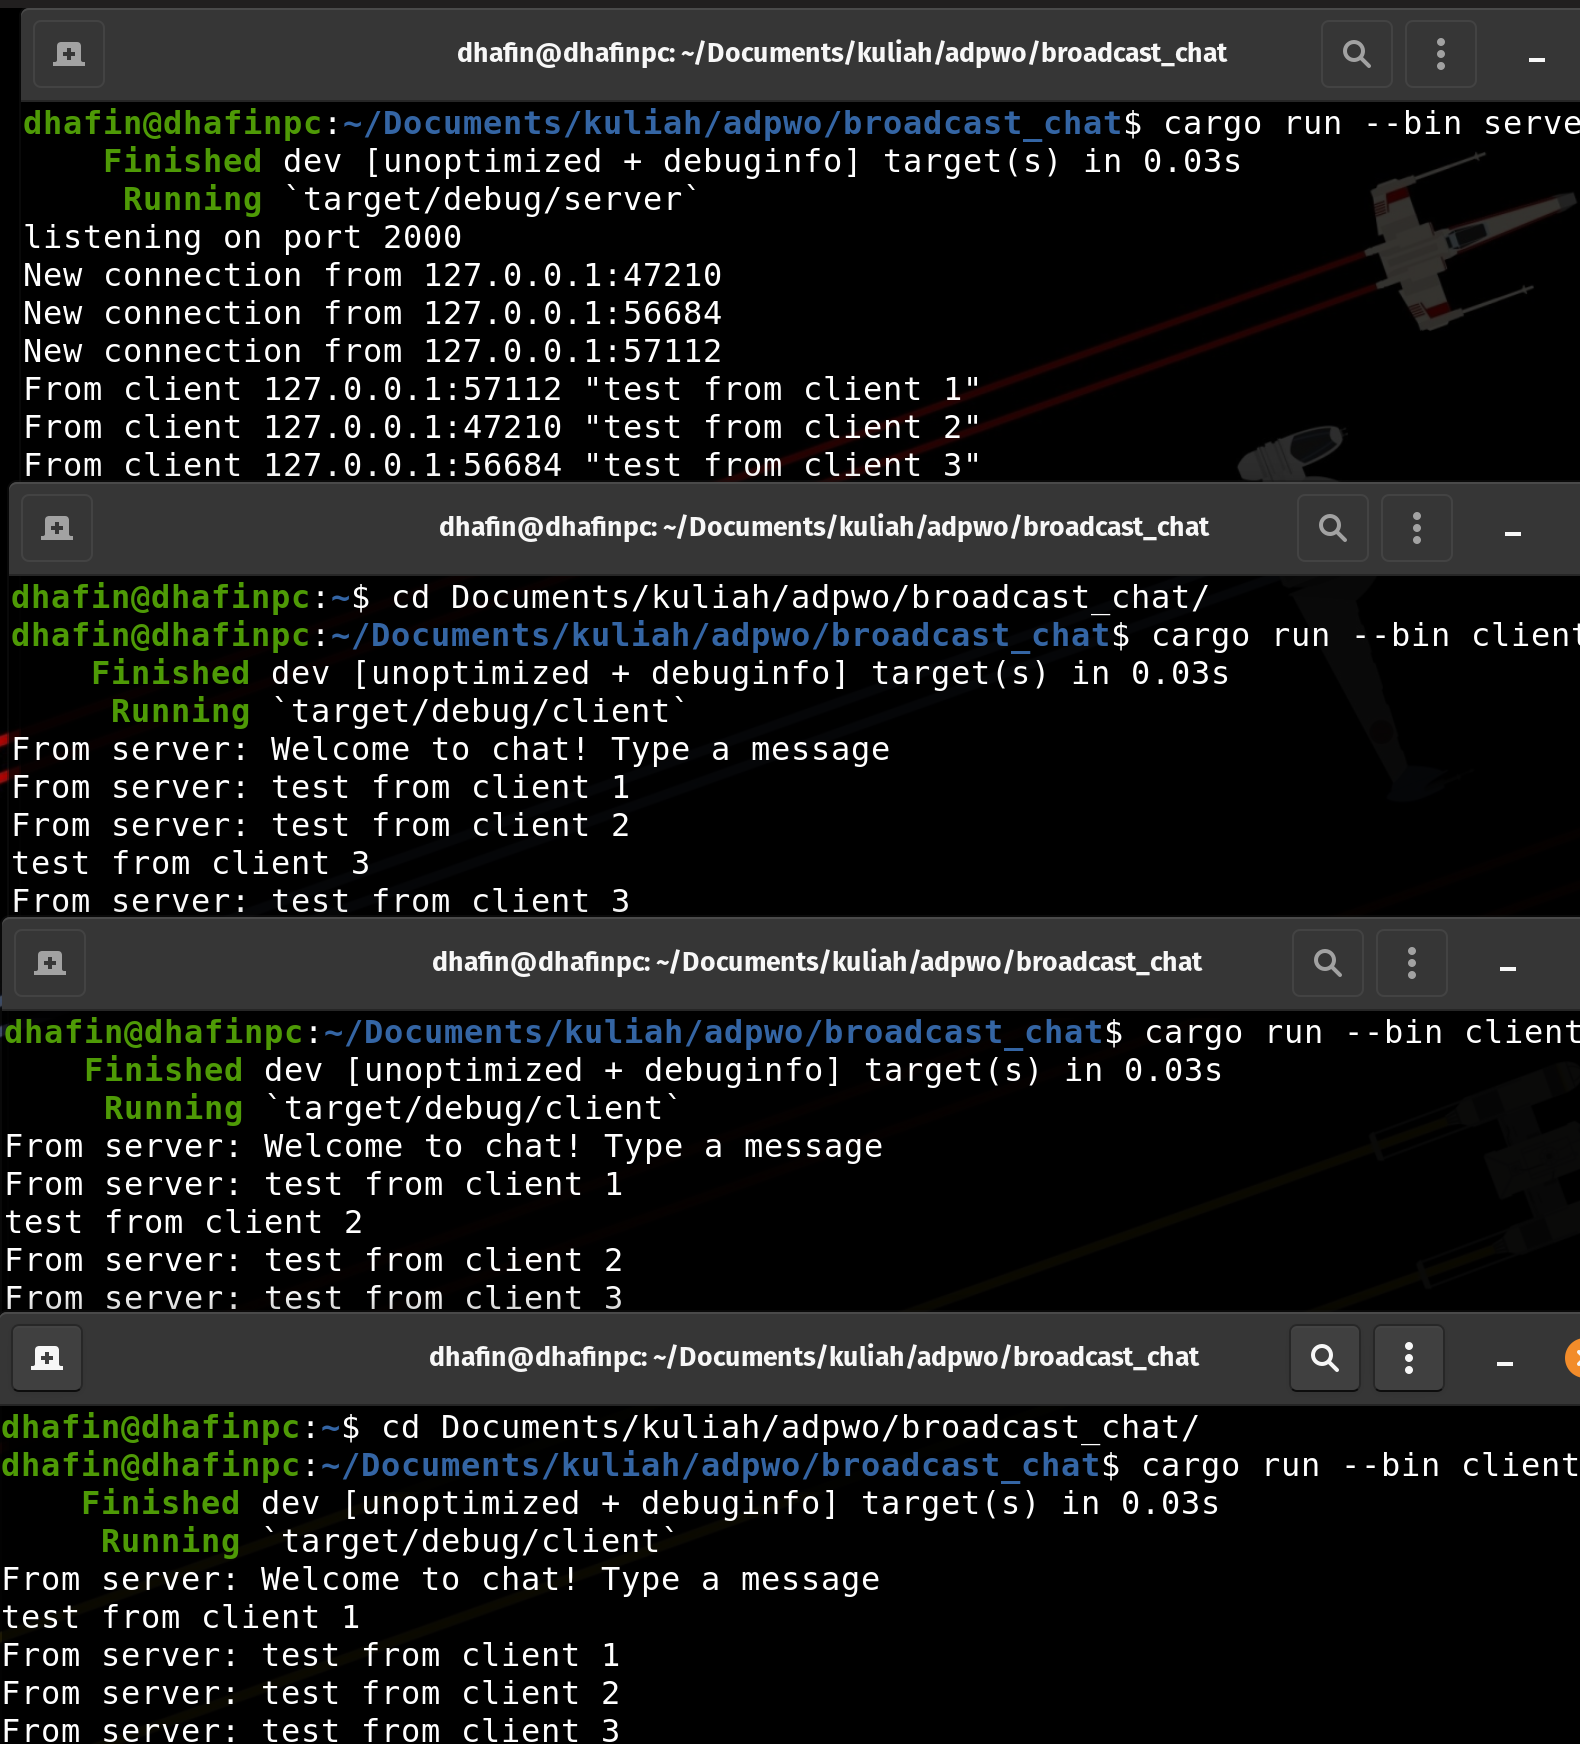 dhafin@dhafinpc: ~/Documents/kuliah/adpwo/broadcast_chat
dhafin@dhafinpc:~/Documents/kuliah/adpwo/broadcast_chat$ cargo run --bin serve
Finished dev [unoptimized + debuginfo] target(s) in 0.03s
Running `target/debug/server`
listening on port 2000
New connection from 127.0.0.1:47210
New connection from 127.0.0.1:56684
New connection from 127.0.0.1:57112
From client 127.0.0.1:57112 "test from client 1"
From client 127.0.0.1:47210 "test from client 2"
From client 127.0.0.1:56684 "test from client 3"
dhafin@dhafinpc: ~/Documents/kuliah/adpwo/broadcast_chat
dhafin@dhafinpc:~$ cd Documents/kuliah/adpwo/broadcast_chat/
dhafin@dhafinpc:~/Documents/kuliah/adpwo/broadcast_chat$ cargo run --bin client
Finished dev [unoptimized + debuginfo] target(s) in 0.03s
Running `target/debug/client`
From server: Welcome to chat! Type a message
From server: test from client 1
From server: test from client 2
test from client 3
From server: test from client 3
dhafin@dhafinpc: ~/Documents/kuliah/adpwo/broadcast_chat
dhafin@dhafinpc:~/Documents/kuliah/adpwo/broadcast_chat$ cargo run --bin client
Finished dev [unoptimized + debuginfo] target(s) in 0.03s
Running `target/debug/client`
From server: Welcome to chat! Type a message
From server: test from client 1
test from client 2
From server: test from client 2
From server: test from client 3
dhafin@dhafinpc: ~/Documents/kuliah/adpwo/broadcast_chat
dhafin@dhafinpc:~$ cd Documents/kuliah/adpwo/broadcast_chat/
dhafin@dhafinpc:~/Documents/kuliah/adpwo/broadcast_chat$ cargo run --bin client
Finished dev [unoptimized + debuginfo] target(s) in 0.03s
Running `target/debug/client`
From server: Welcome to chat! Type a message
test from client 1
From server: test from client 1
From server: test from client 2
From server: test from client 3